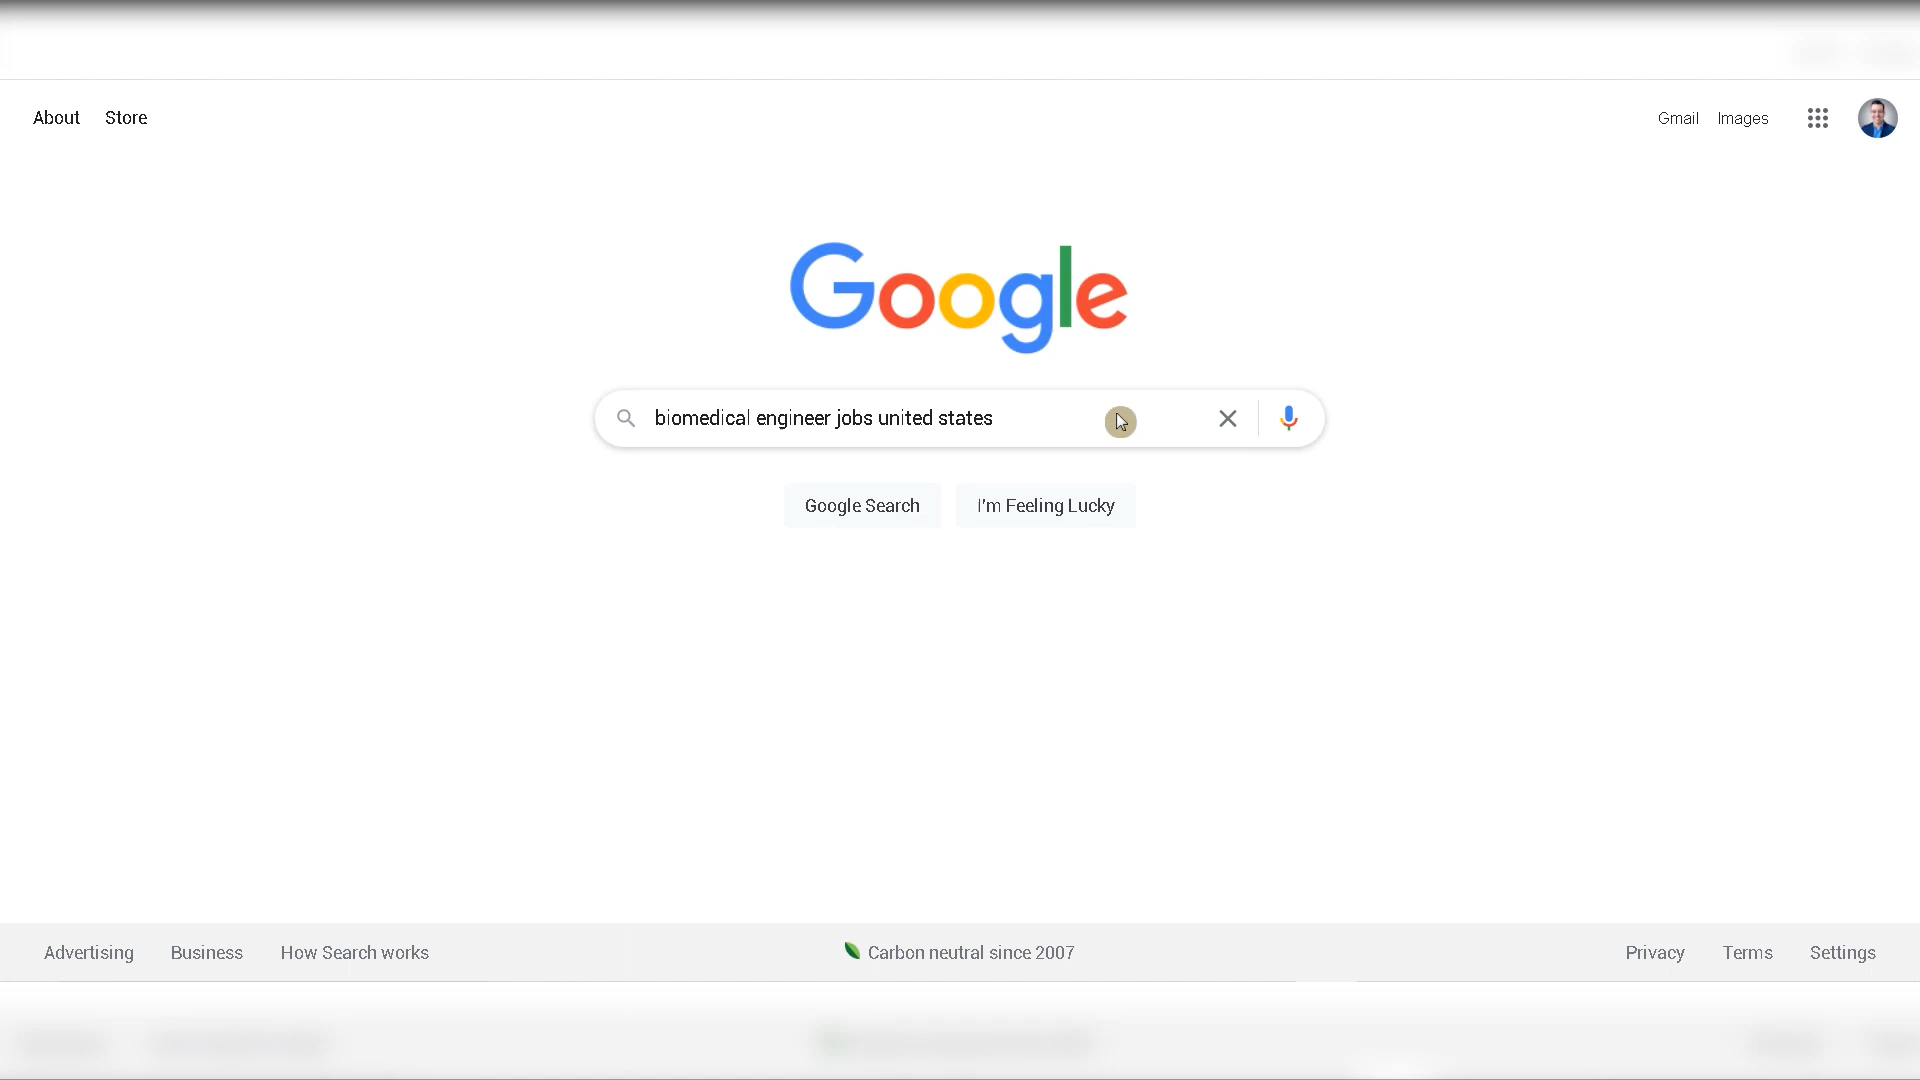 About Store
Gmail Images
Google
biomedical engineer jobs united states
Google Search I'm Feeling Lucky
Advertising Business How Search works
Carbon neutral since 2007
Privacy Terms Settings